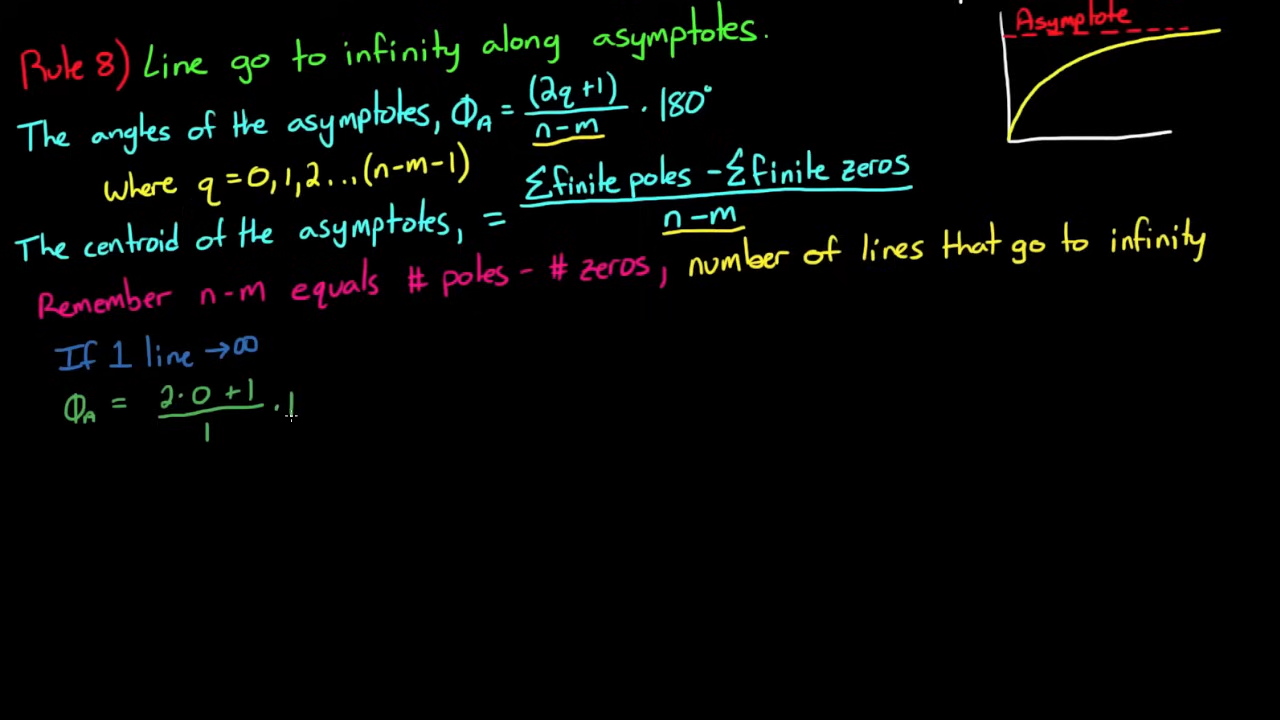 Rule 8) Line go to infinity along asymptotes.
Asymptote
The angles of the asymptotes, Φ_A = (2q+1)/(n-m) · 180°
where q = 0, 1, 2 ... (n-m-1)
The centroid of the asymptotes, = (Σfinite poles - Σfinite zeros)/(n-m)
Remember n-m equals # poles - # zeros, number of lines that go to infinity
If 1 line →∞
Φ_A = (2·0+1)/1 · 1